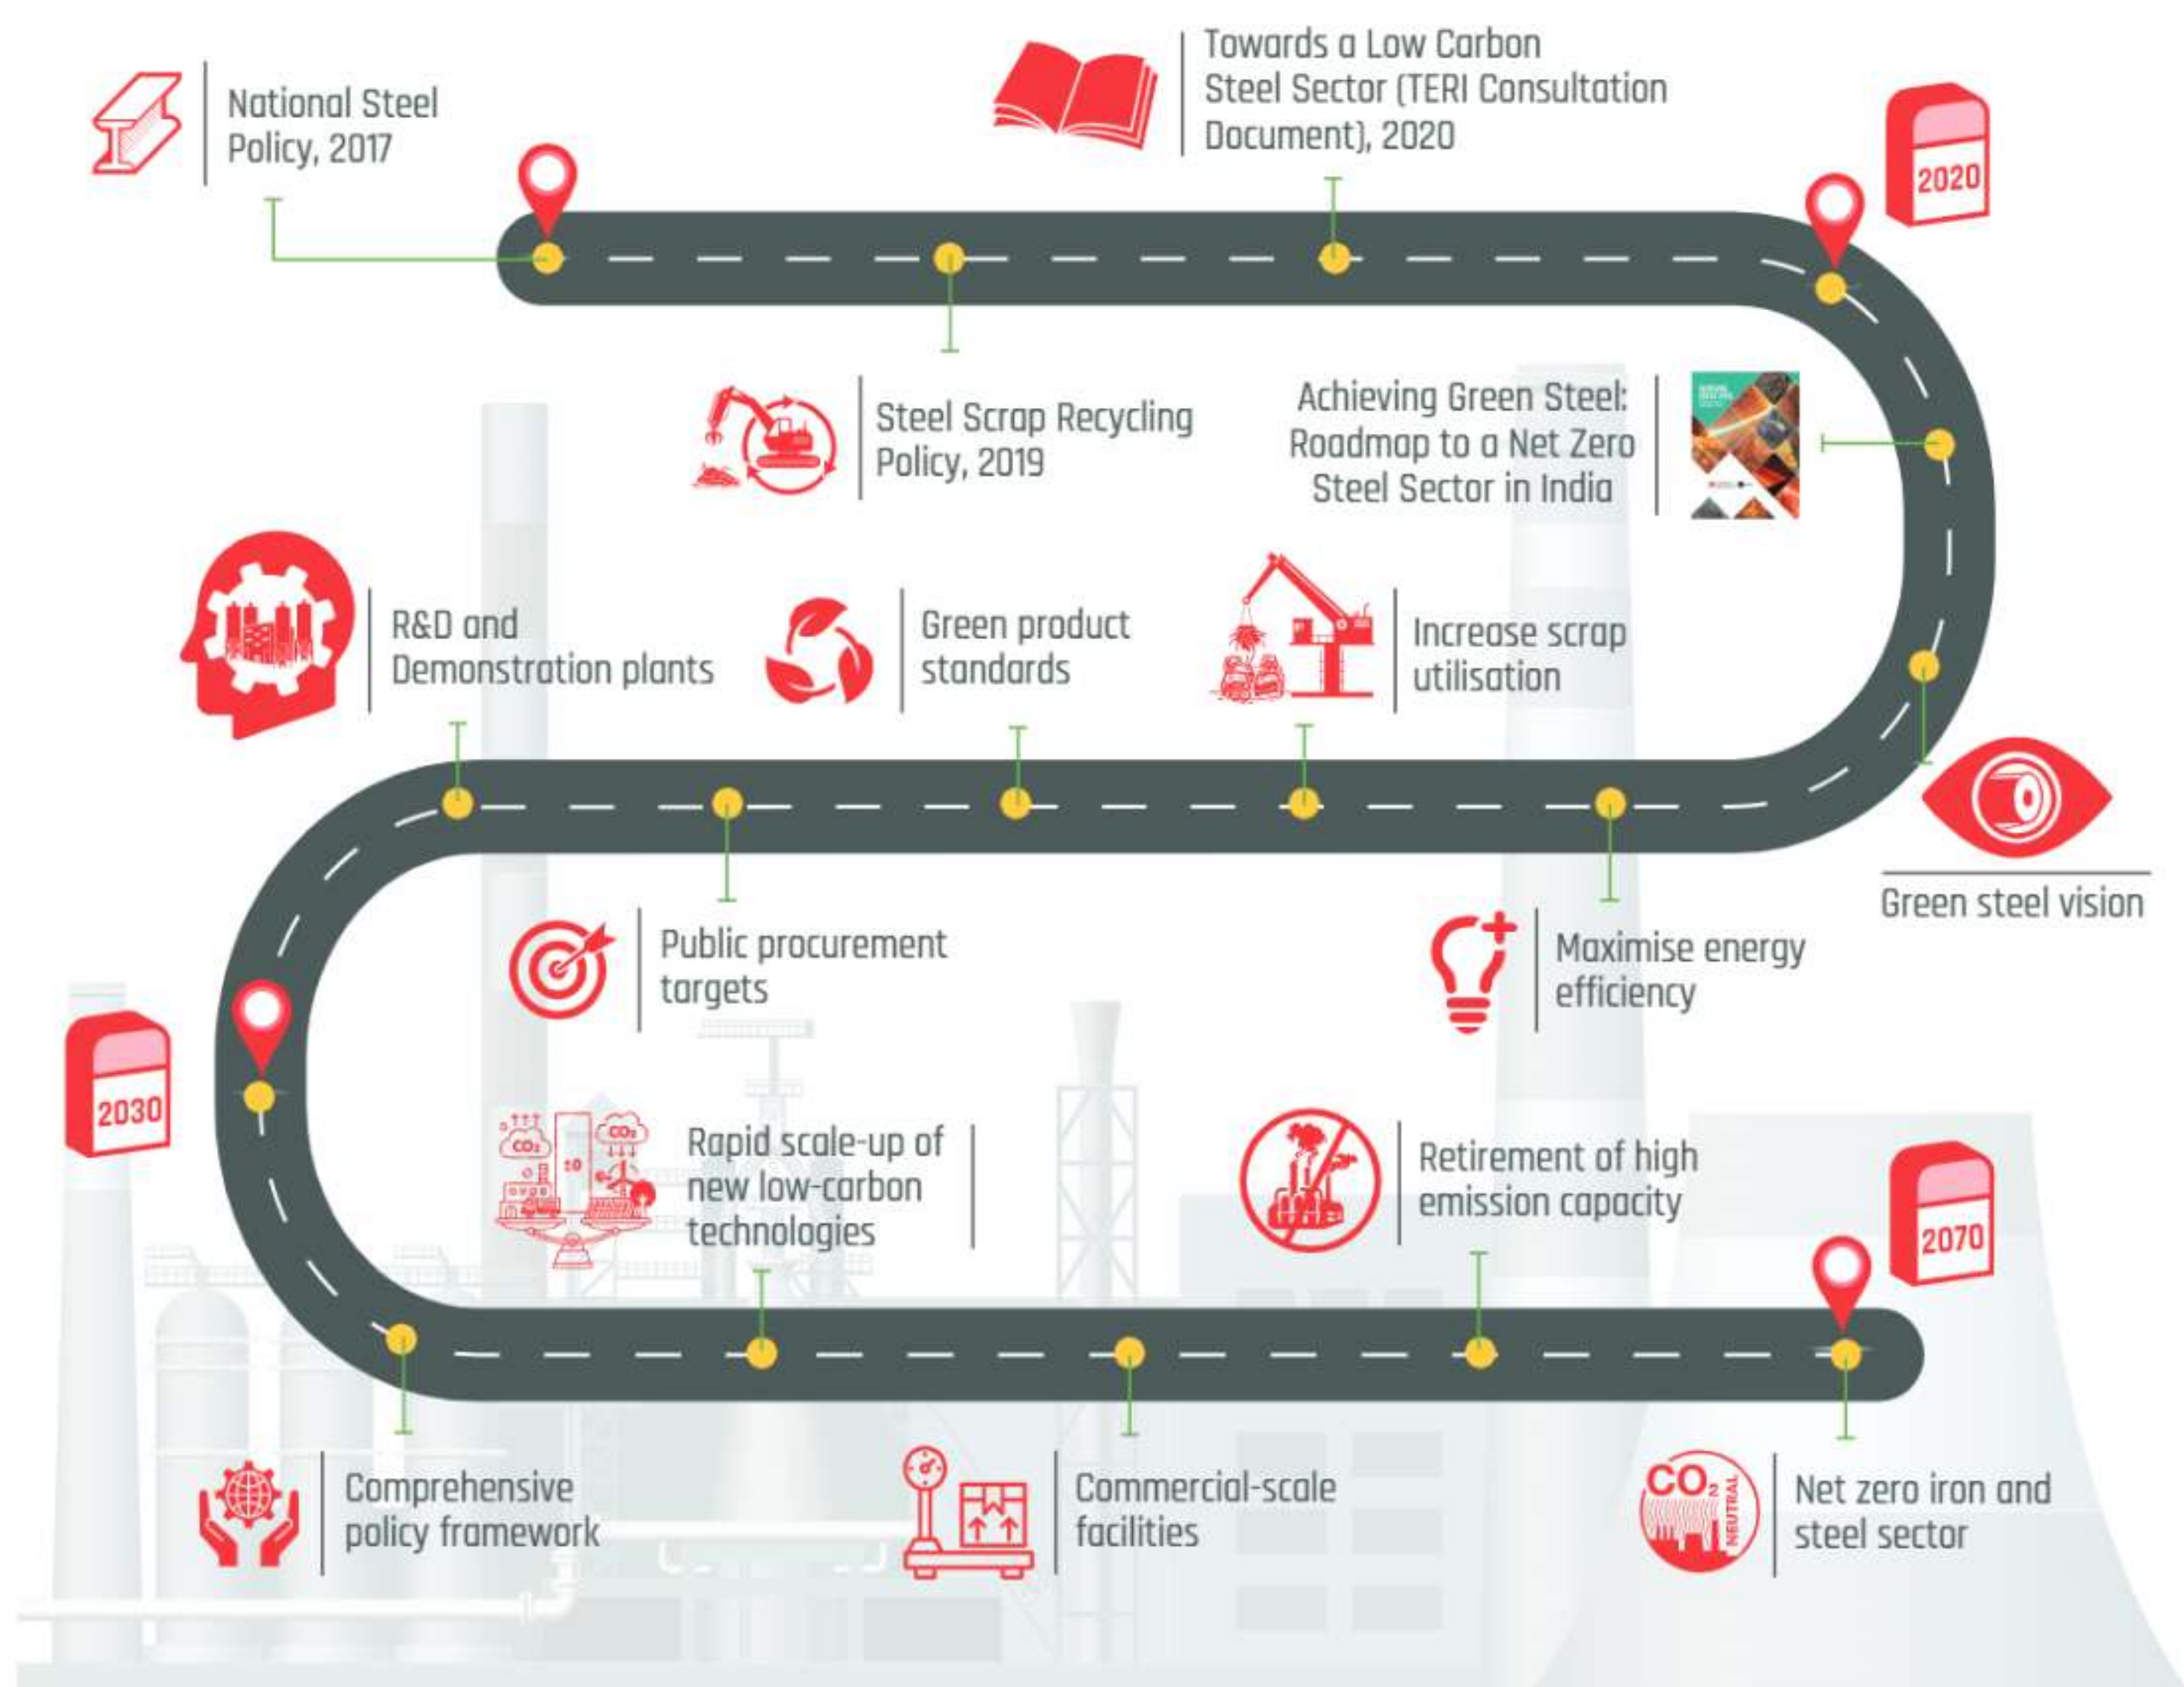 National Steel
Policy, 2017
Towards a Low Carbon
Steel Sector (TERI Consultation
Document), 2020
2020
Steel Scrap Recycling
Policy, 2019
Achieving Green Steel:
Roadmap to a Net Zero
Steel Sector in India
R&D and
Demonstration plants
Green product
standards
Increase scrap
utilisation
Green steel vision
Public procurement
targets
Maximise energy
efficiency
2030
CO₂
CO₂
±0
Rapid scale-up of
new low-carbon
technologies
Retirement of high
emission capacity
2070
Comprehensive
policy framework
Commercial-scale
facilities
CO₂
NEUTRAL
Net zero iron and
steel sector